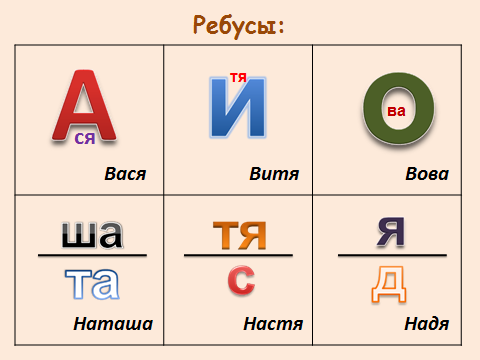 Ребусы:
А
ся
Вася
тя
И
Витя
О
ва
Вова
ша
та
Наташа
тя
с
Настя
я
д
Надя